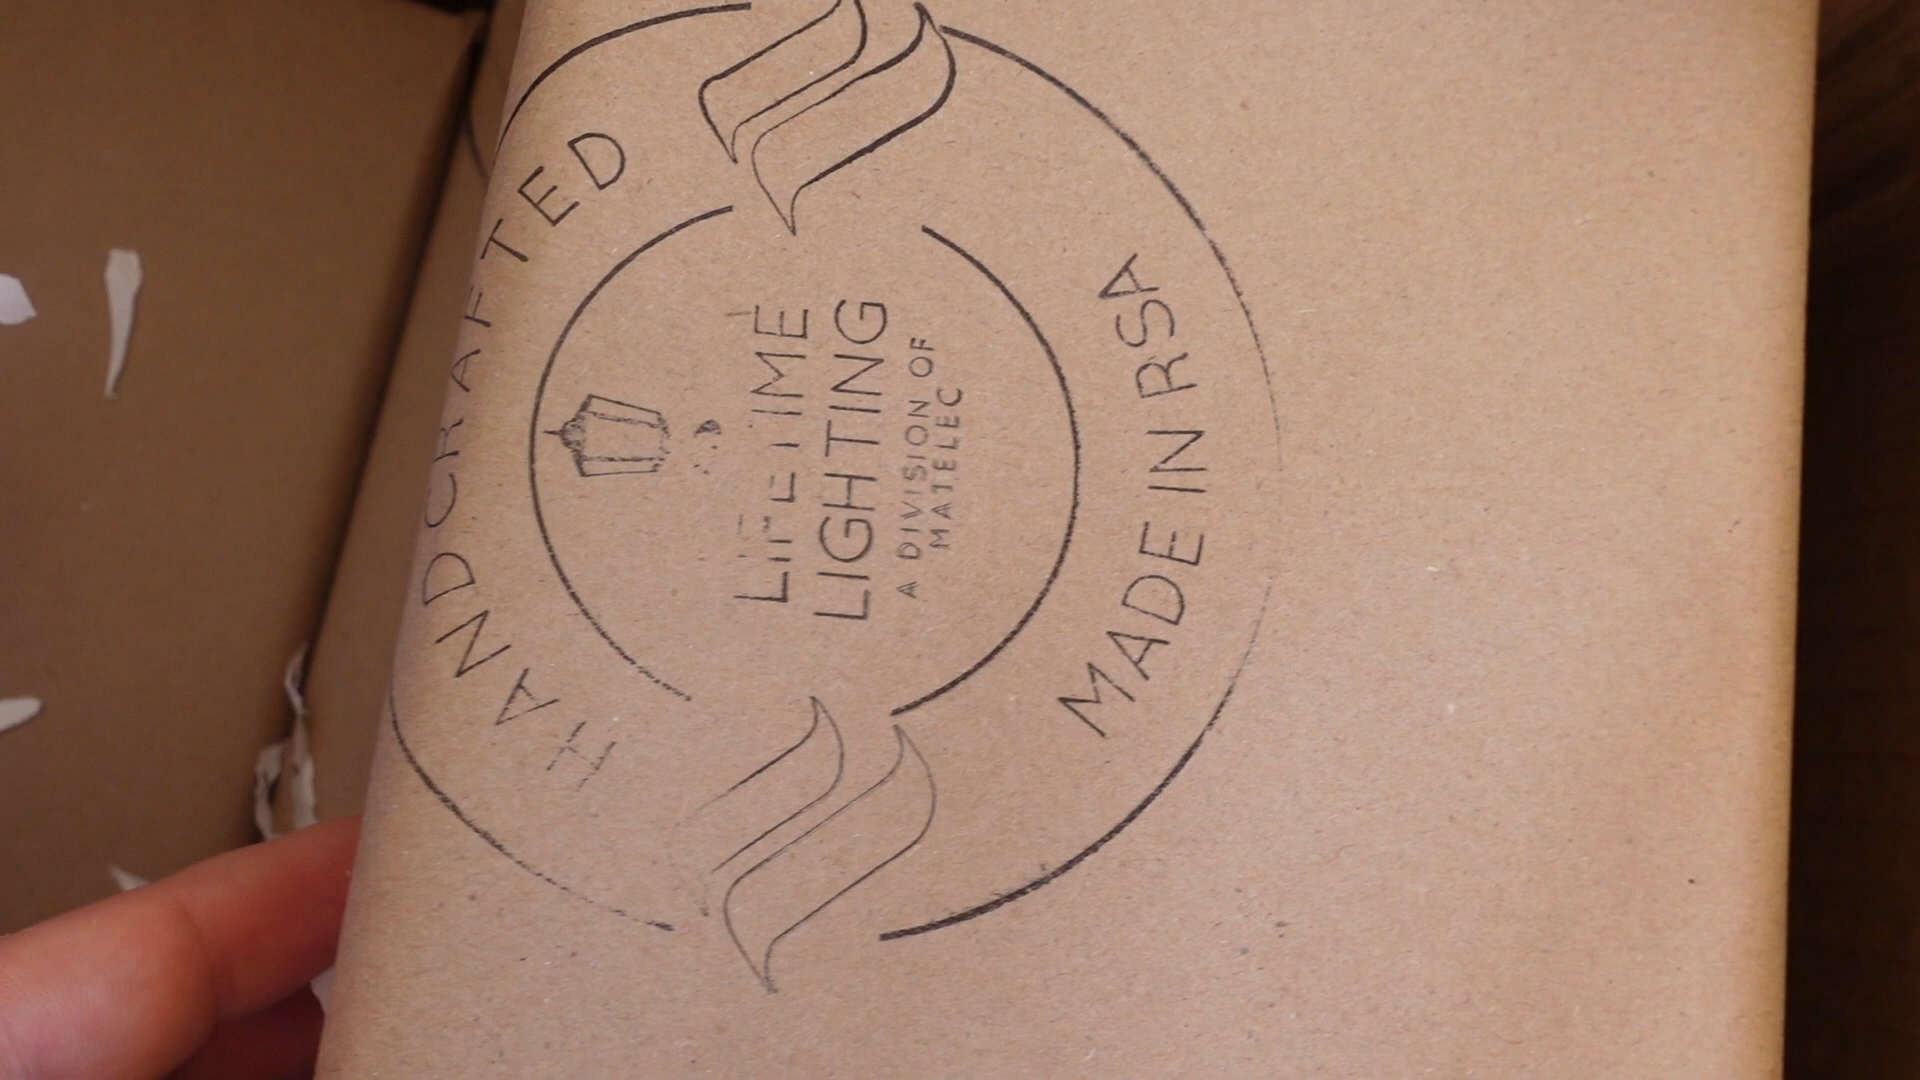 HANDCRAFTED
LIFETIME
LIGHTING
A DIVISION OF
MATELEC
MADE IN RSA